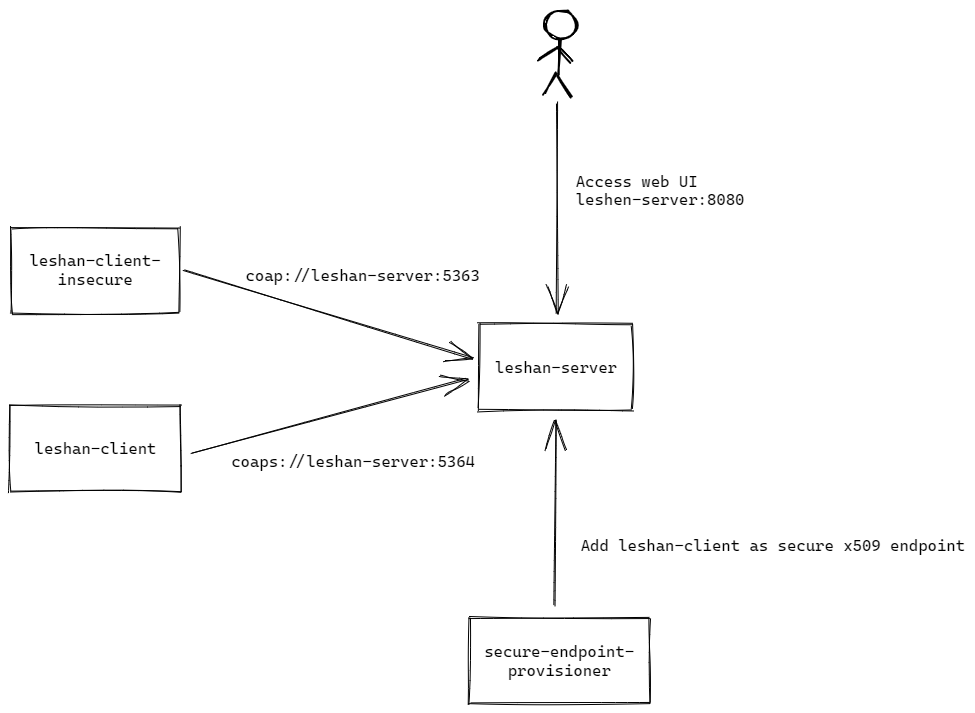 Access web UI
leshen-server:8080
leshan-client-
insecure
coap://leshan-server:5363
leshan-server
leshan-client
coaps://leshan-server:5364
Add leshan-client as secure x509 endpoint
secure-endpoint-
provisioner